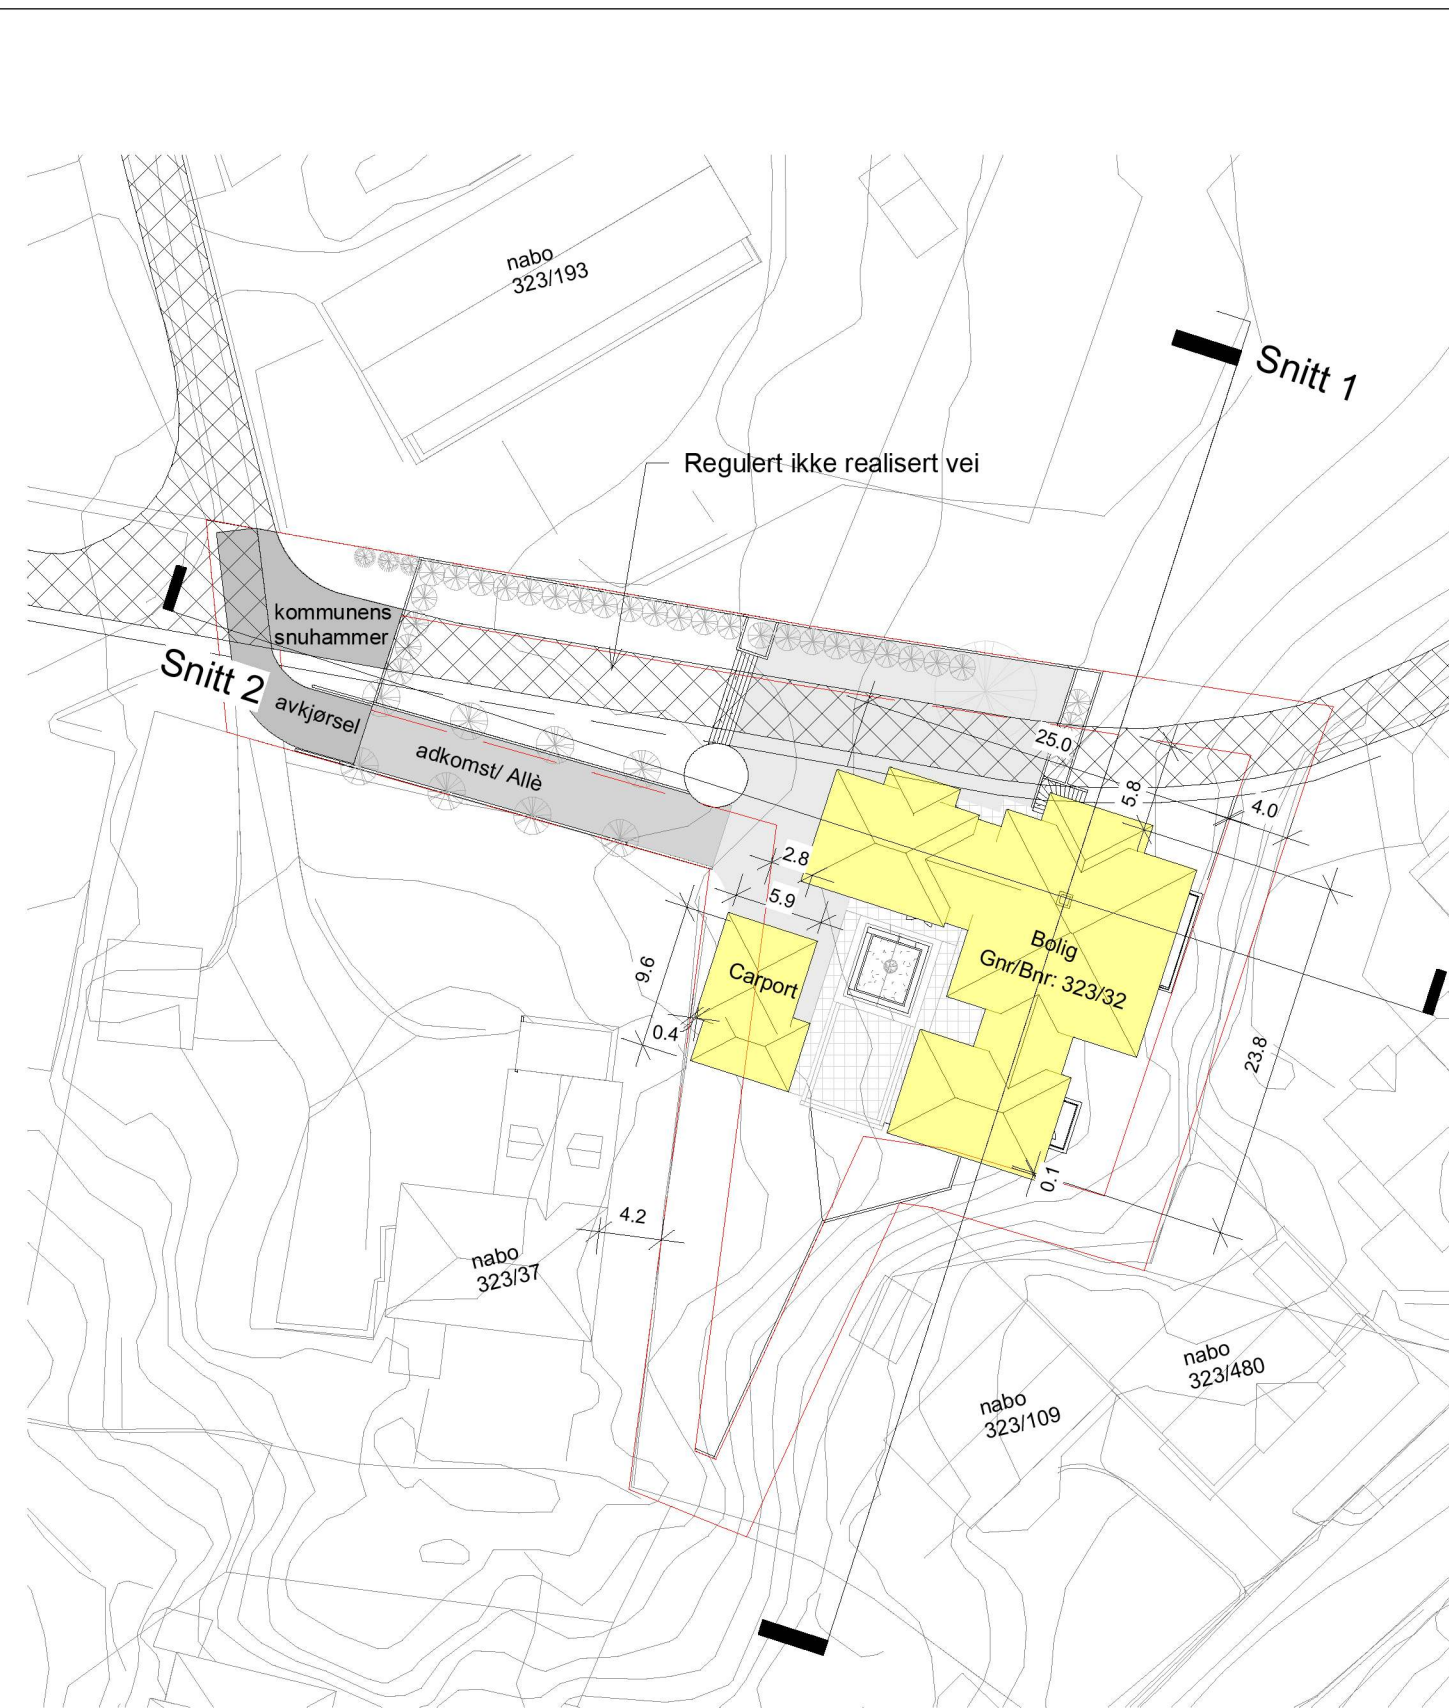 nabo
323/193
Snitt 1
Regulert ikke realisert vei
kommunens
snuhammer
Snitt 2
avkjørsel
adkomst/ Allè
25.0
5.8
4.0
2.8
5.9
9.6
Carport
Bolig
Gnr/Bnr: 323/32
0.4
23.8
0.1
4.2
nabo
323/37
nabo
323/480
nabo
323/109